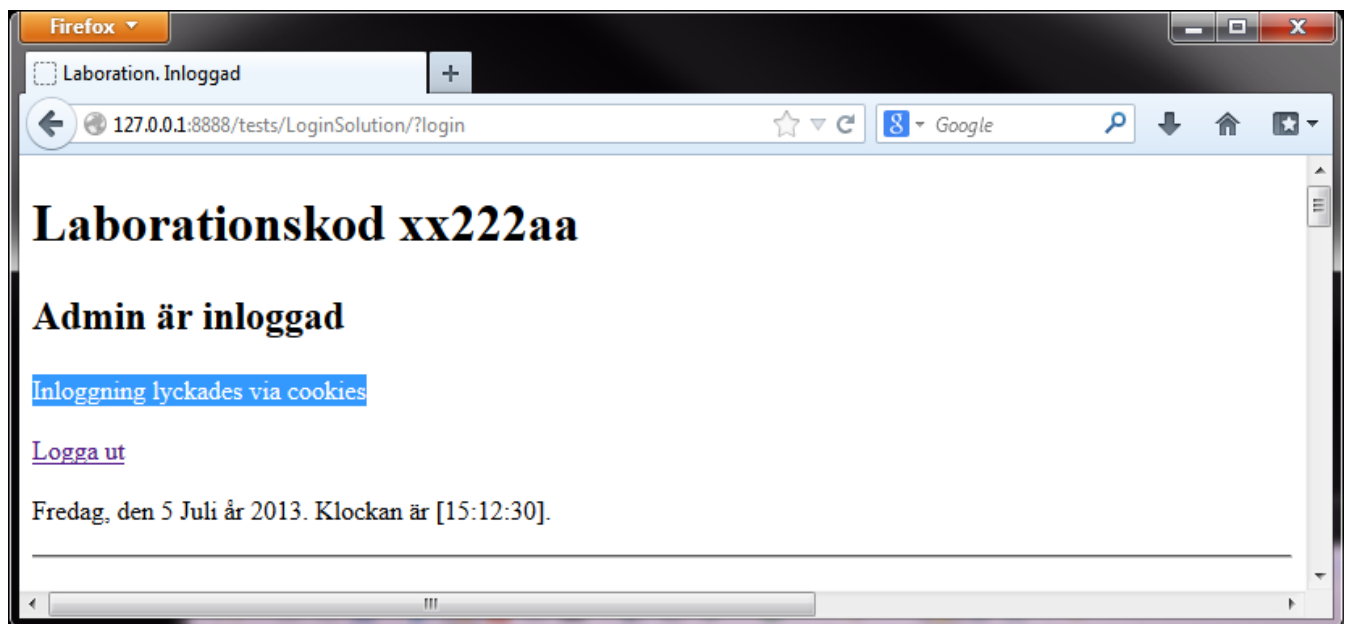 Firefox
Laboration. Inloggad
127.0.0.1:8888/tests/LoginSolution/?login
8 Google
Laborationskod xx222aa
Admin är inloggad
Inloggning lyckades via cookies
Logga ut
Fredag, den 5 Juli år 2013. Klockan är [15:12:30].